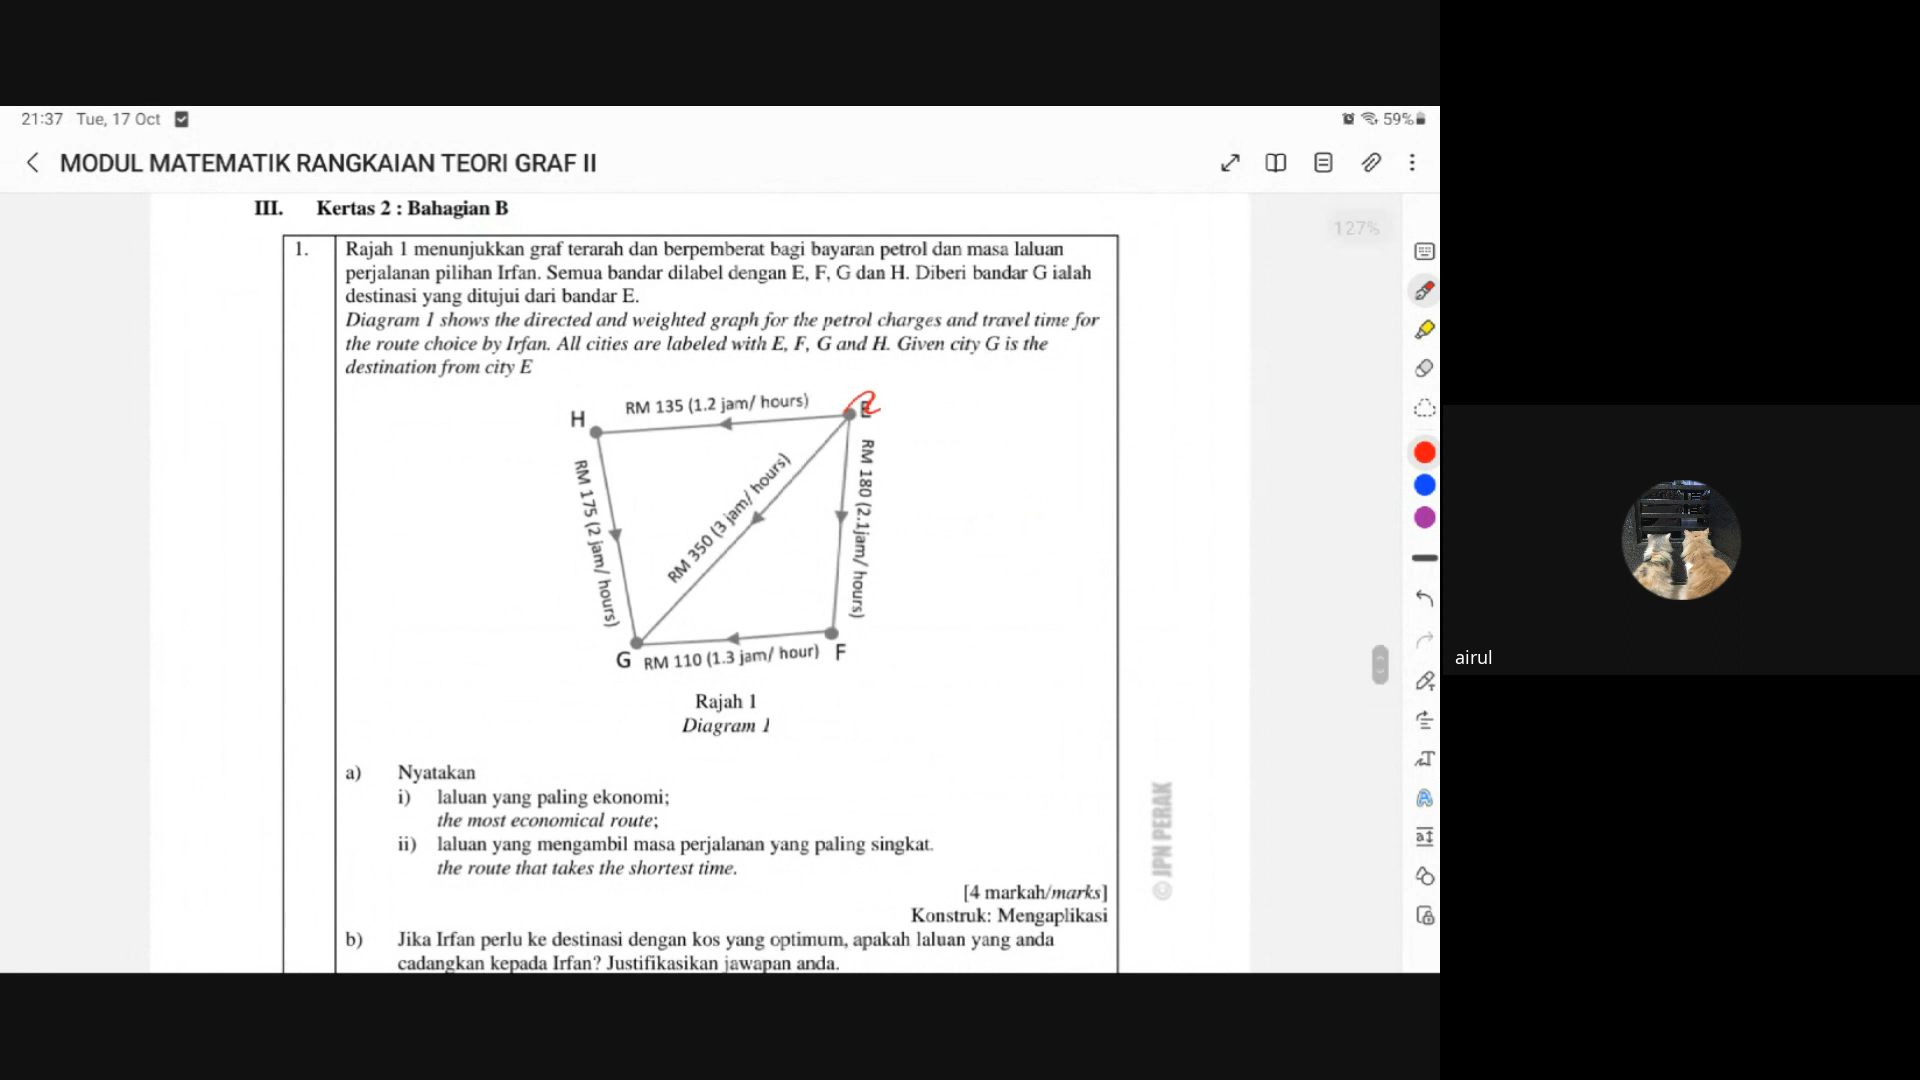 21:37 Tue, 17 Oct
59%
MODUL MATEMATIK RANGKAIAN TEORI GRAF II
127%
III. Kertas 2 : Bahagian B
1. Rajah 1 menunjukkan graf terarah dan berpemberat bagi bayaran petrol dan masa laluan
perjalanan pilihan Irfan. Semua bandar dilabel dengan E, F, G dan H. Diberi bandar G ialah
destinasi yang ditujui dari bandar E.
Diagram 1 shows the directed and weighted graph for the petrol charges and travel time for
the route choice by Irfan. All cities are labeled with E, F, G and H. Given city G is the
destination from city E
H
RM 135 (1.2 jam/ hours)
E
RM 175 (2 jam/ hours)
RM 350 (3 jam/ hours)
RM 180 (2.1jam/ hours)
G
RM 110 (1.3 jam/ hour)
F
Rajah 1
Diagram 1
a) Nyatakan
i) laluan yang paling ekonomi;
the most economical route;
ii) laluan yang mengambil masa perjalanan yang paling singkat.
the route that takes the shortest time.
[4 markah/marks]
Konstruk: Mengaplikasi
b) Jika Irfan perlu ke destinasi dengan kos yang optimum, apakah laluan yang anda
cadangkan kepada Irfan? Justifikasikan jawapan anda.
© JPN PERAK
airul